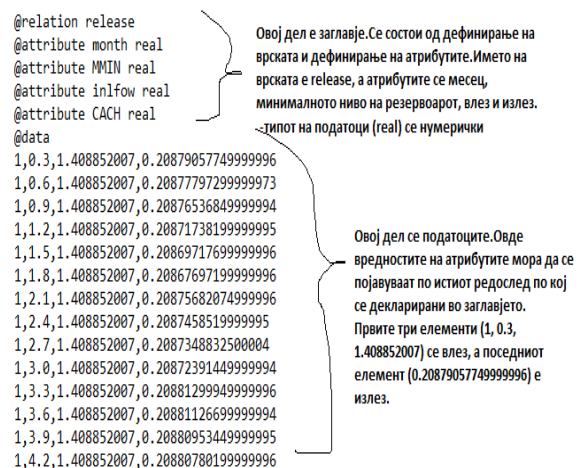 @relation release
@attribute month real
@attribute MMIN real
@attribute inlfow real
@attribute CACH real
@data
1,0.3,1.408852007,0.20879057749999996
1,0.6,1.408852007,0.20877797299999973
1,0.9,1.408852007,0.20876536849999994
1,1.2,1.408852007,0.20871738199999995
1,1.5,1.408852007,0.20869717699999996
1,1.8,1.408852007,0.20867697199999996
1,2.1,1.408852007,0.20875682074999996
1,2.4,1.408852007,0.2087458519999995
1,2.7,1.408852007,0.2087348832500004
1,3.0,1.408852007,0.20872391449999994
1,3.3,1.408852007,0.20881299949999996
1,3.6,1.408852007,0.20881126699999994
1,3.9,1.408852007,0.20880953449999995
1,4.2,1.408852007,0.20880780199999996
Овој дел е заглавје.Се состои од дефинирање на
врската и дефинирање на атрибутите.Името на
врската е release, а атрибутите се месец,
минималното ниво на резервоарот, влез и излез.
-типот на податоци (real) се нумерички
Овој дел се податоците.Овде
вредностите на атрибутите мора да се
појавуваат по истиот редослед по кој
се декларирани во заглавјето.
Првите три елементи (1, 0.3,
1.408852007) се влез, а поседниот
елемент (0.20879057749999996) е
излез.